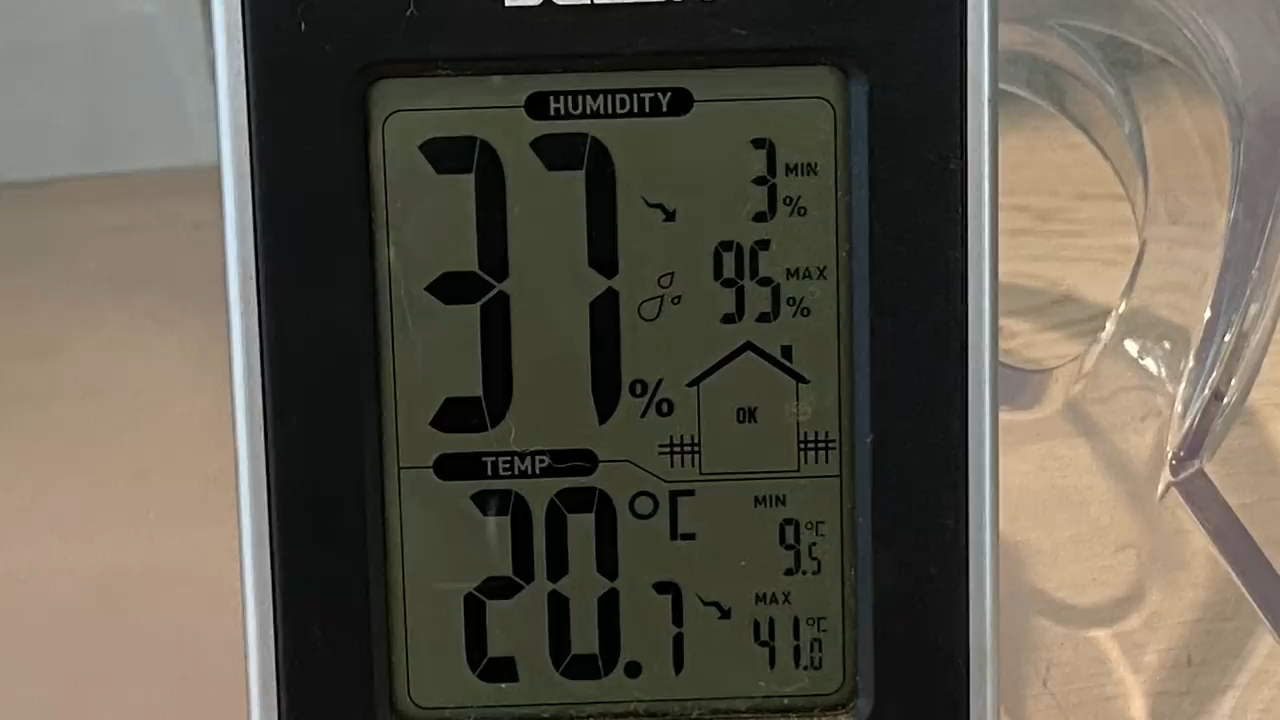 HUMIDITY
37 %
3 MIN %
95 MAX %
OK
TEMP
20.7 °C
MIN
9.5 °C
MAX
41.0 °C